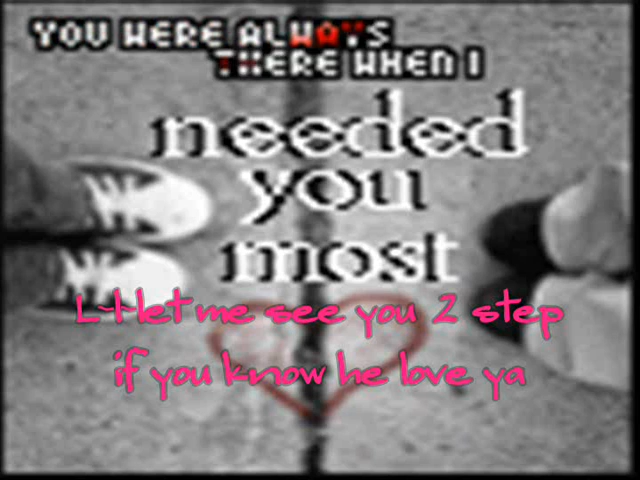 YOU WERE ALWAYS
THERE WHEN I
needed
you
most
L-l-let me see you 2 step
if you know he love ya